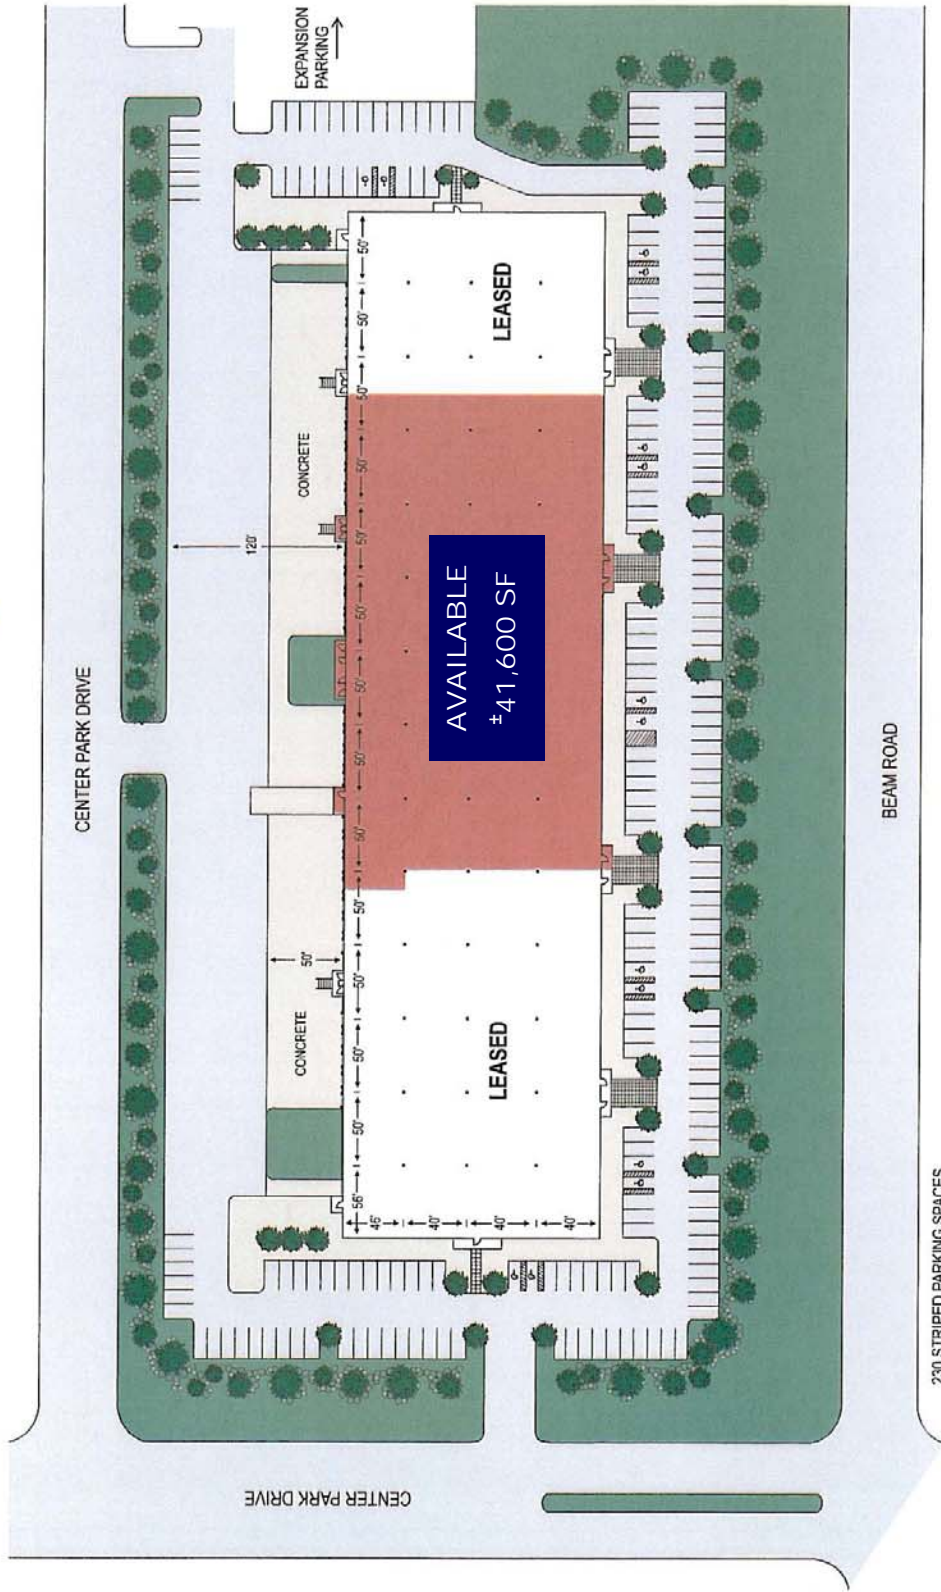 CENTER PARK DRIVE
120'
EXPANSION
PARKING
CONCRETE
50'
CONCRETE
56' 50' 50' 50' 50' 50' 50' 50' 50' 50' 50' 50' 50' 50'
46'
40'
40'
40'
CENTER PARK DRIVE
LEASED
AVAILABLE
±41,600 SF
LEASED
BEAM ROAD
230 STRIPED PARKING SPACES